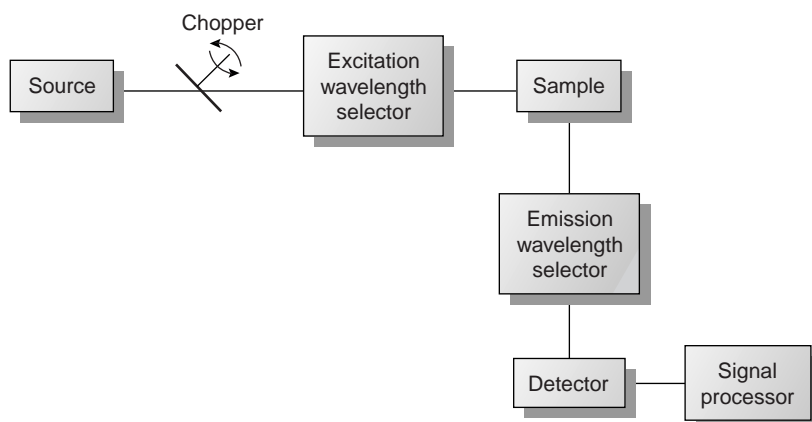 Chopper
Source
Excitation
wavelength
selector
Sample
Emission
wavelength
selector
Detector
Signal
processor